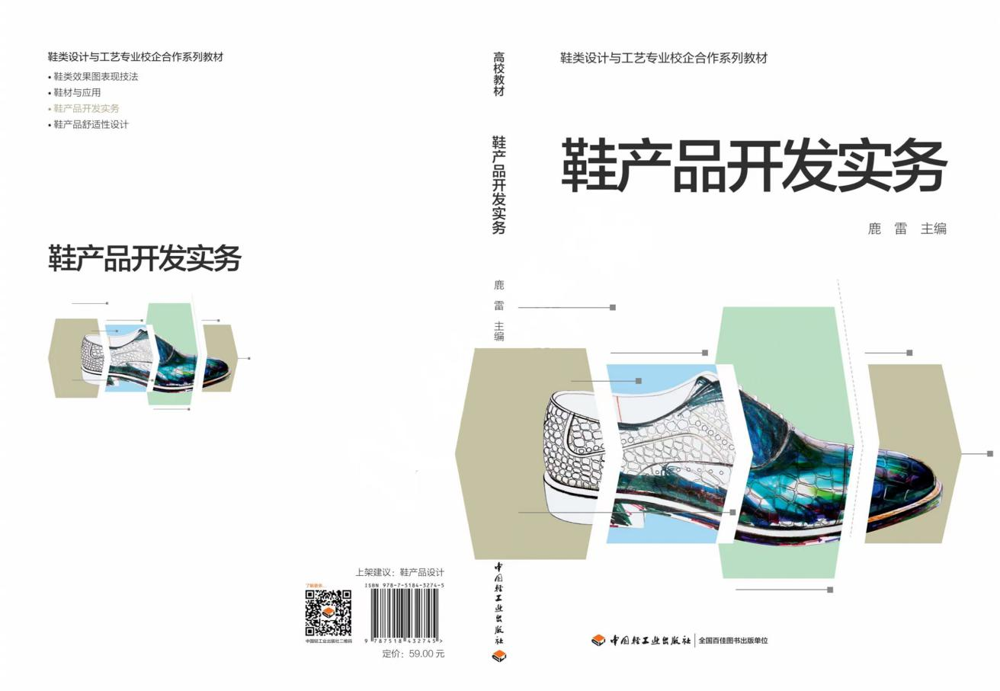 鞋类设计与工艺专业校企合作系列教材
• 鞋类效果图表现技法
• 鞋材与应用
• 鞋产品开发实务
• 鞋产品舒适性设计
鞋产品开发实务
上架建议：鞋产品设计
了解更多...
ISBN 978-7-5184-3274-5
中国轻工业出版社二维码
9 787518 432745 >
定价：59.00 元
高校教材
鞋产品开发实务
鹿 雷 主编
中国轻工业出版社
鞋类设计与工艺专业校企合作系列教材
鞋产品开发实务
鹿 雷 主编
中国轻工业出版社 | 全国百佳图书出版单位